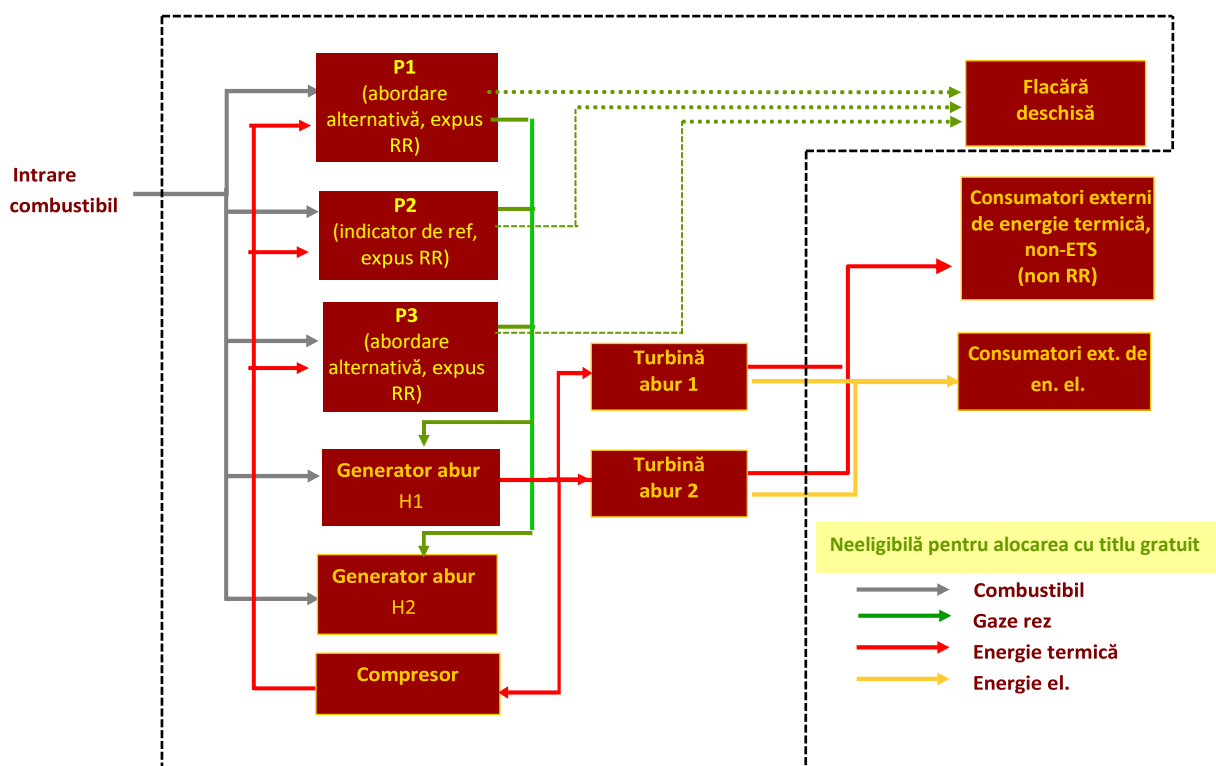 Intrare
combustibil
P1
(abordare
alternativă, expus
RR)
P2
(indicator de ref,
expus RR)
P3
(abordare
alternativă, expus
RR)
Generator abur
H1
Generator abur
H2
Compresor
Turbină
abur 1
Turbină
abur 2
Flacără
deschisă
Consumatori externi
de energie termică,
non-ETS
(non RR)
Consumatori ext. de
en. el.
Neeligibilă pentru alocarea cu titlu gratuit
Combustibil
Gaze rez
Energie termică
Energie el.